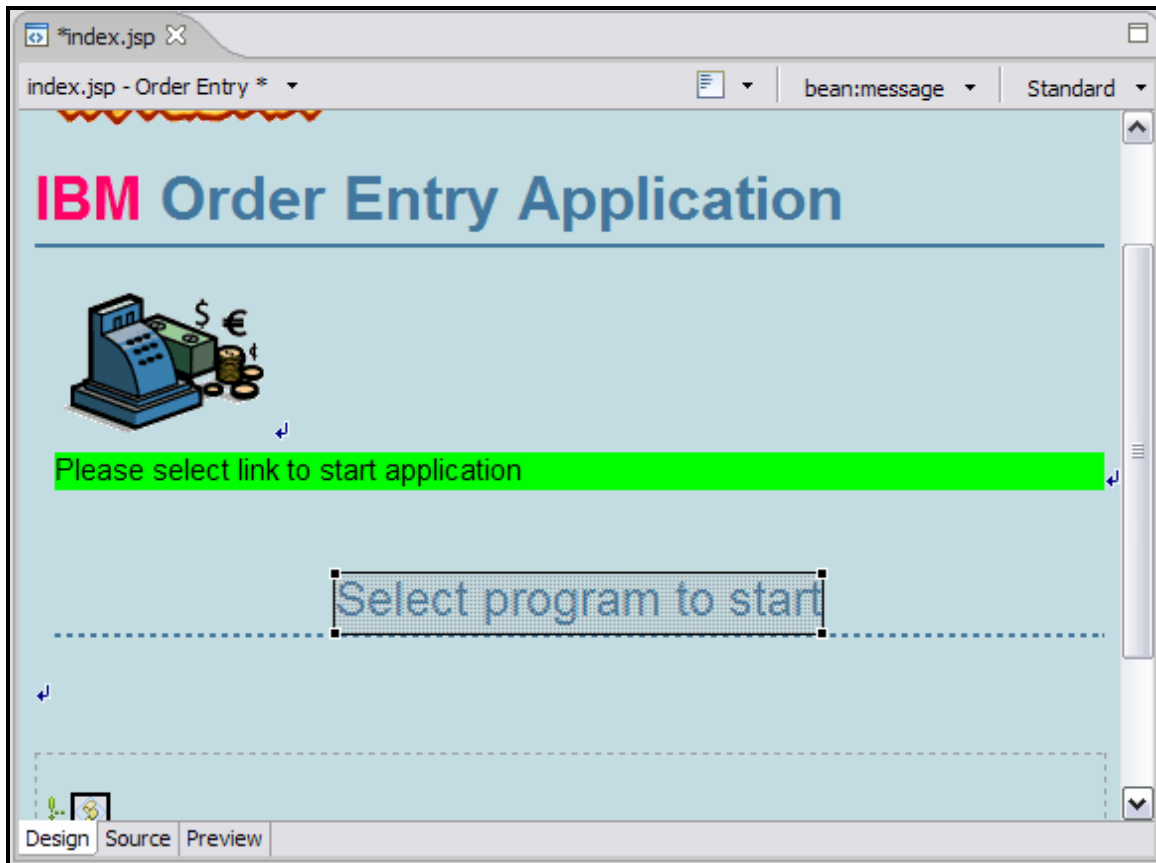 *index.jsp
index.jsp - Order Entry * bean:message Standard
IBM Order Entry Application
$ € ¢
Please select link to start application
Select program to start
Design Source Preview